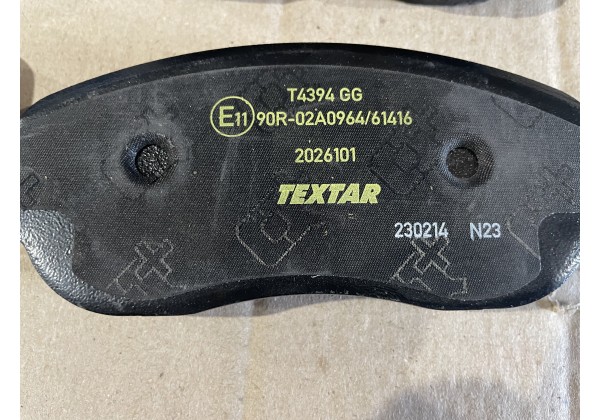 T4394 GG
E11 90R-02A0964/61416
2026101
TEXTAR
230214 N23